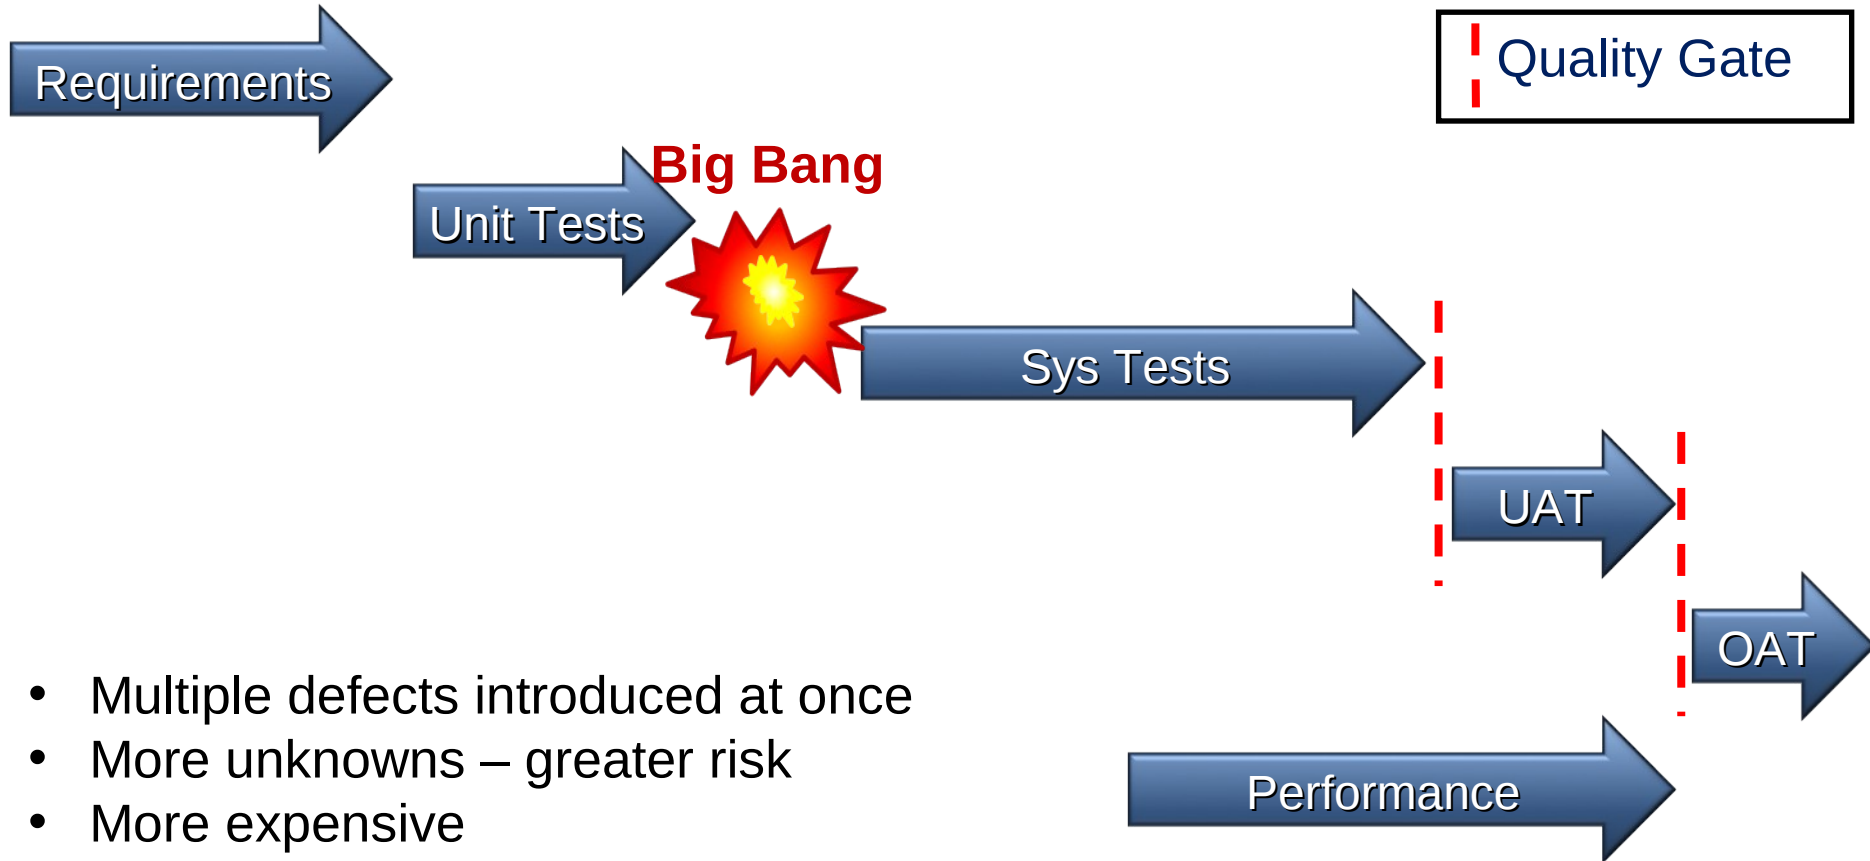 Requirements
Quality Gate
Big Bang
Unit Tests
Sys Tests
UAT
OAT
• Multiple defects introduced at once
• More unknowns – greater risk
• More expensive
Performance